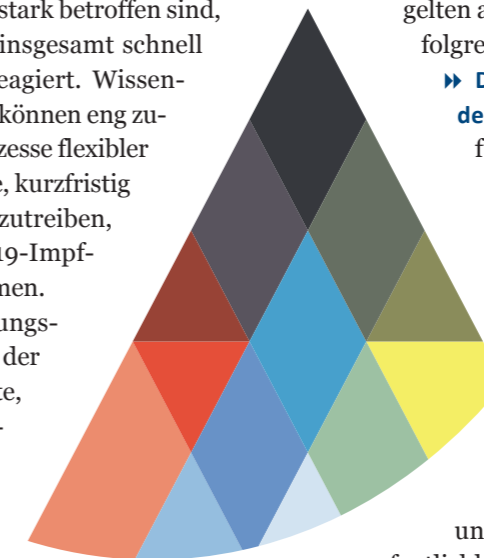 stark betroffen sind,
insgesamt schnell
eagiert. Wissen-
können eng zu-
zesse flexibler
e, kurzfristig
zutreiben,
19-Impf-
men.
ungs-
der
te,
-
gelten a
folgre
D
de
f
un